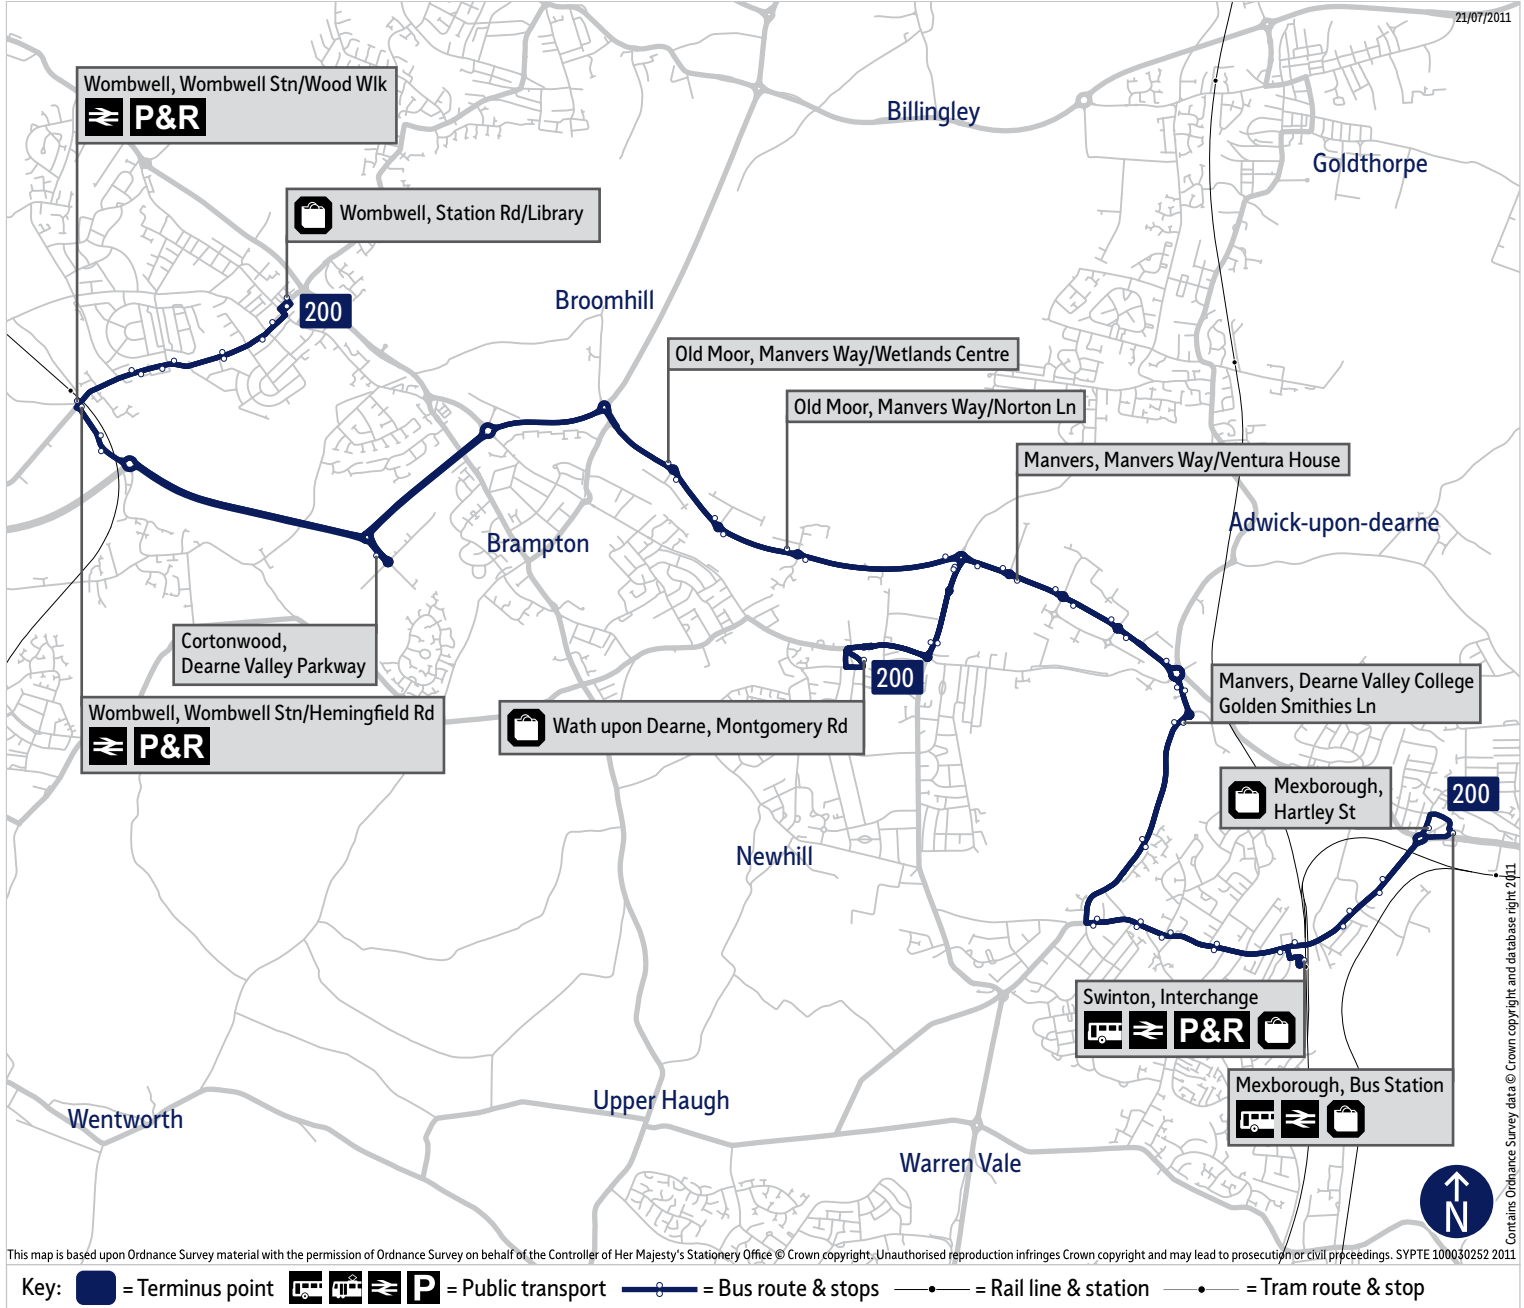 21/07/2011
Wombwell, Wombwell Stn/Wood Wlk
P&R
Billingley
Goldthorpe
Wombwell, Station Rd/Library
200
Broomhill
Old Moor, Manvers Way/Wetlands Centre
Old Moor, Manvers Way/Norton Ln
Manvers, Manvers Way/Ventura House
Adwick-upon-dearne
Brampton
Cortonwood,
Dearne Valley Parkway
200
Manvers, Dearne Valley College
Golden Smithies Ln
Wombwell, Wombwell Stn/Hemingfield Rd
P&R
Wath upon Dearne, Montgomery Rd
Mexborough,
Hartley St
200
Newhill
Swinton, Interchange
P&R
Mexborough, Bus Station
Upper Haugh
Wentworth
Warren Vale
N
Contains Ordnance Survey data © Crown copyright and database right 2011
This map is based upon Ordnance Survey material with the permission of Ordnance Survey on behalf of the Controller of Her Majesty's Stationery Office © Crown copyright. Unauthorised reproduction infringes Crown copyright and may lead to prosecution or civil proceedings. SYPTE 100030252 2011
Key: = Terminus point P = Public transport = Bus route & stops = Rail line & station = Tram route & stop